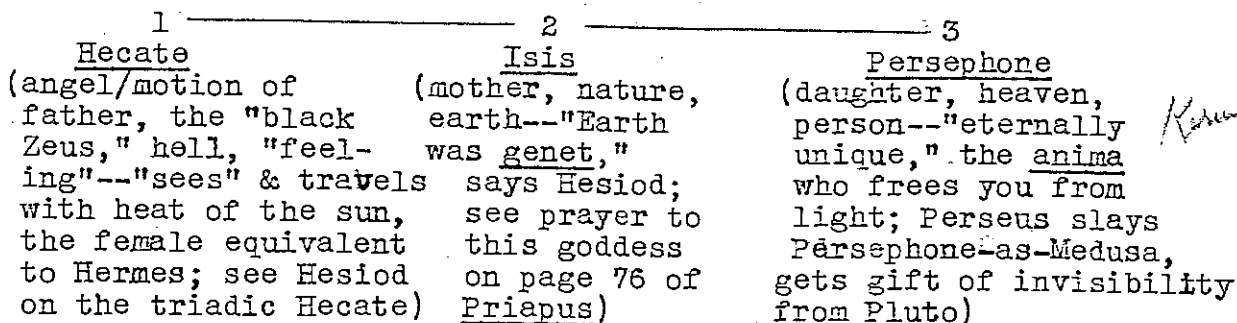 1 2 3
Hecate Isis Persephone
(angel/motion of (mother, nature, (daughter, heaven,
father, the "black earth--"Earth person--"eternally
Zeus," hell, "feel- was genet," unique," the anima
ing"--"sees" & travels says Hesiod; who frees you from
with heat of the sun, see prayer to light; Perseus slays
the female equivalent this goddess Persephone-as-Medusa,
to Hermes; see Hesiod on page 76 of gets gift of invisibility
on the triadic Hecate) Priapus) from Pluto)